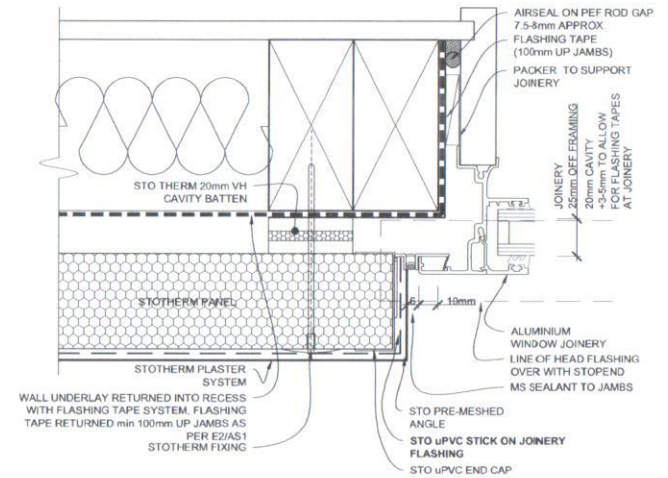 AIRSEAL ON PEF ROD GAP
7.5-8mm APPROX
FLASHING TAPE
(100mm UP JAMBS)
PACKER TO SUPPORT
JOINERY
JOINERY
25mm OFF FRAMING
20mm CAVITY
+3-5mm TO ALLOW
FOR FLASHING TAPES
AT JOINERY
STO THERM 20mm VH
CAVITY BATTEN
STOTHERM PANEL
6
10mm
ALUMINIUM
WINDOW JOINERY
LINE OF HEAD FLASHING
OVER WITH STOPEND
MS SEALANT TO JAMBS
STOTHERM PLASTER
SYSTEM
WALL UNDERLAY RETURNED INTO RECESS
WITH FLASHING TAPE SYSTEM, FLASHING
TAPE RETURNED min 100mm UP JAMBS AS
PER E2/AS1
STOTHERM FIXING
STO PRE-MESHED
ANGLE
STO uPVC STICK ON JOINERY
FLASHING
STO uPVC END CAP